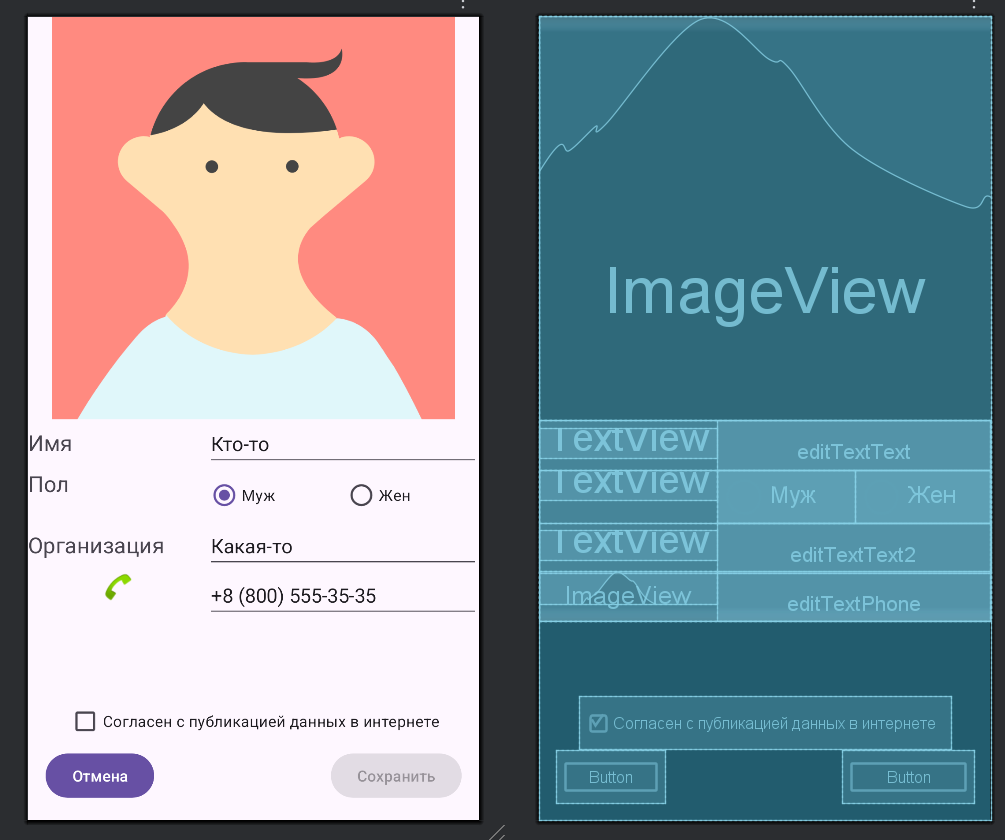 Имя
Кто-то
Пол
Муж
Жен
Организация
Какая-то
+8 (800) 555-35-35
Согласен с публикацией данных в интернете
Отмена
Сохранить
ImageView
TextView
editTextText
TextView
Муж
Жен
TextView
editTextText2
ImageView
editTextPhone
Согласен с публикацией данных в интернете
Button
Button